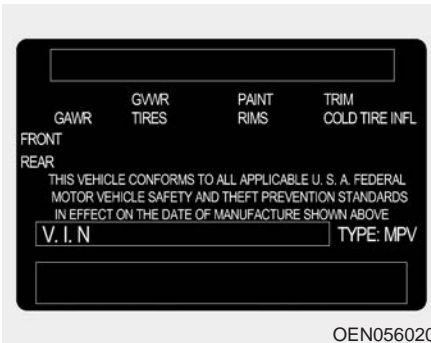 GVWR PAINT TRIM
GAWR TIRES RIMS COLD TIRE INFL
FRONT
REAR
THIS VEHICLE CONFORMS TO ALL APPLICABLE U. S. A. FEDERAL
MOTOR VEHICLE SAFETY AND THEFT PREVENTION STANDARDS
IN EFFECT ON THE DATE OF MANUFACTURE SHOWN ABOVE
V. I. N TYPE: MPV
OEN056020